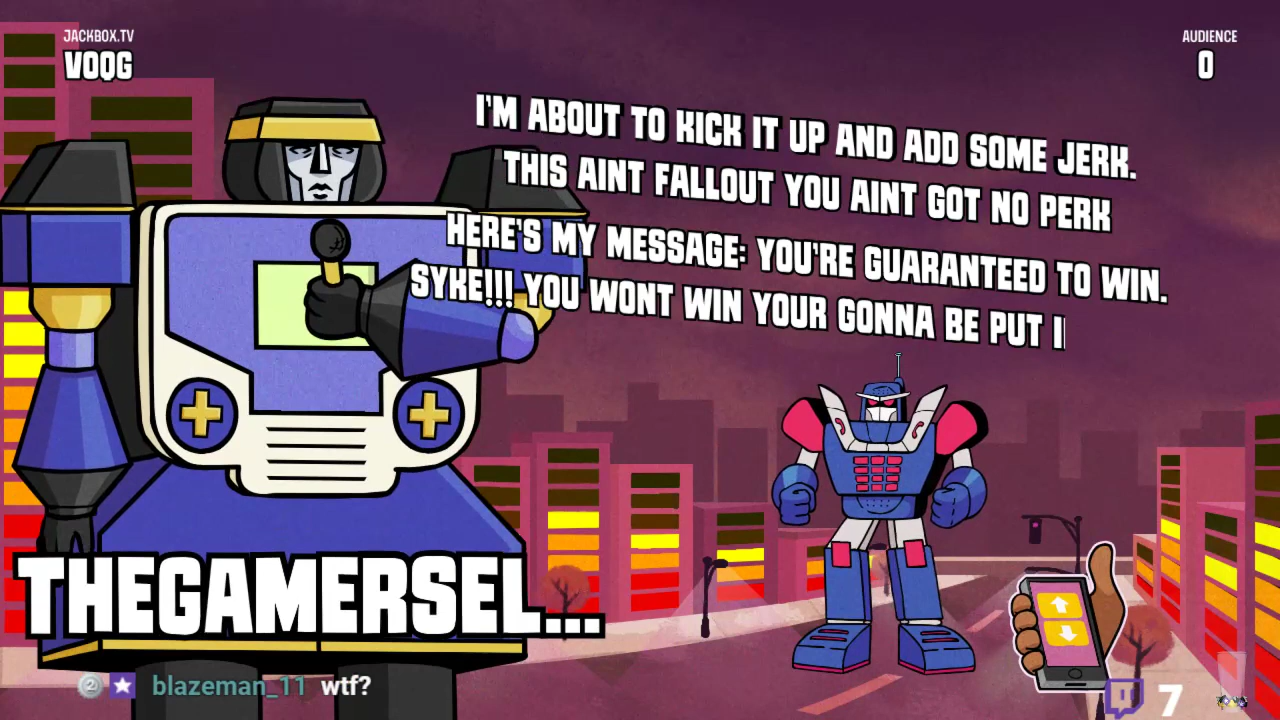 JACKBOX.TV
VOQG
AUDIENCE
0
I'M ABOUT TO KICK IT UP AND ADD SOME JERK.
THIS AINT FALLOUT YOU AINT GOT NO PERK
HERE'S MY MESSAGE: YOU'RE GUARANTEED TO WIN.
SYKE!!! YOU WONT WIN YOUR GONNA BE PUT I
THEGAMERSEL...
2 blazeman_11 wtf?
7